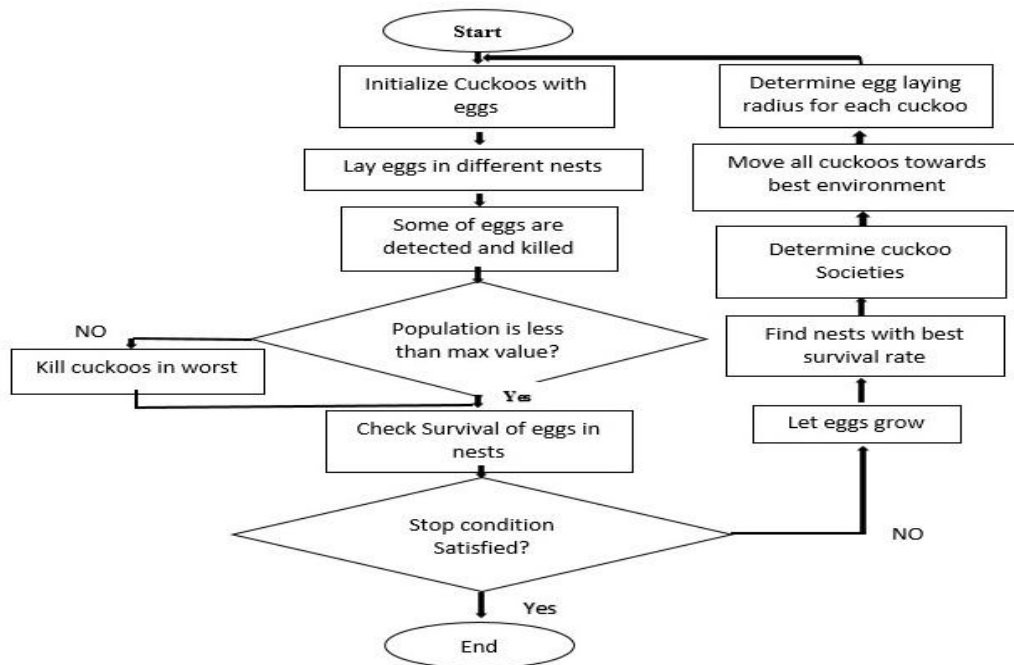 Start
Initialize Cuckoos with
eggs
Lay eggs in different nests
Some of eggs are
detected and killed
Population is less
than max value?
NO
Kill cuckoos in worst
Yes
Check Survival of eggs in
nests
Stop condition
Satisfied?
Yes
End
NO
Let eggs grow
Find nests with best
survival rate
Determine cuckoo
Societies
Move all cuckoos towards
best environment
Determine egg laying
radius for each cuckoo